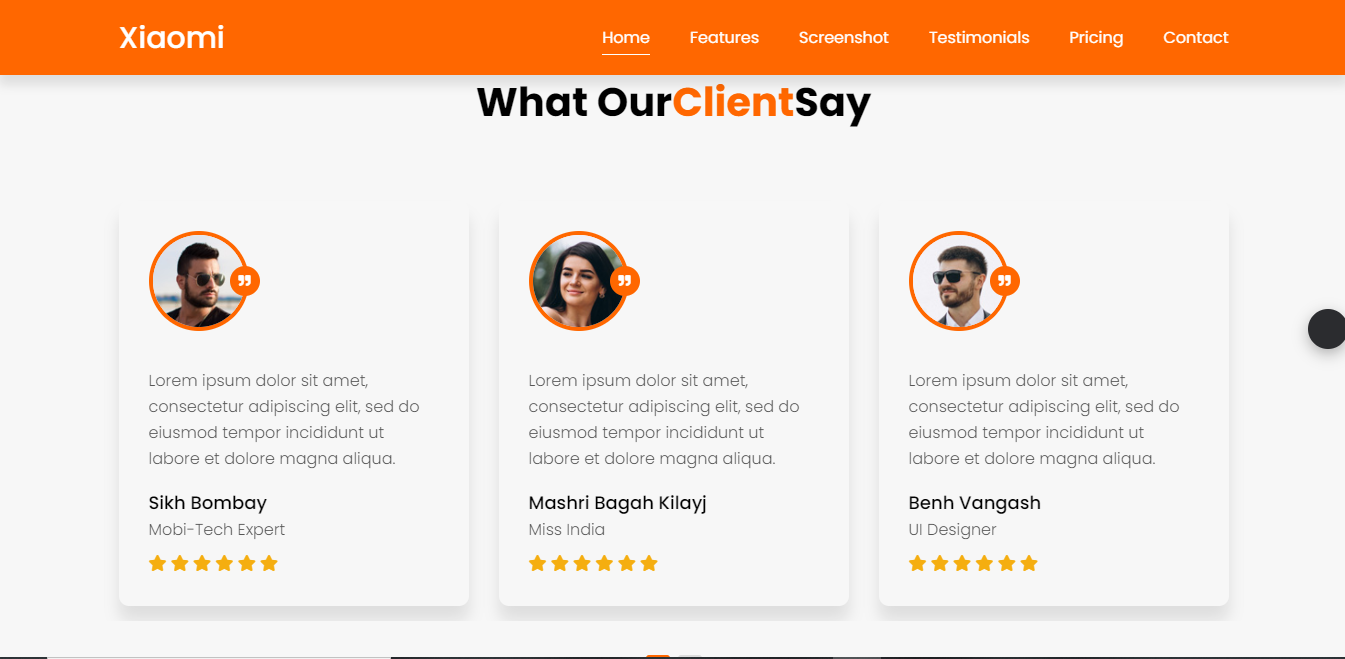 Xiaomi
Home Features Screenshot Testimonials Pricing Contact
What OurClientSay
Lorem ipsum dolor sit amet,
consectetur adipiscing elit, sed do
eiusmod tempor incididunt ut
labore et dolore magna aliqua.
Sikh Bombay
Mobi-Tech Expert
Lorem ipsum dolor sit amet,
consectetur adipiscing elit, sed do
eiusmod tempor incididunt ut
labore et dolore magna aliqua.
Mashri Bagah Kilayj
Miss India
Lorem ipsum dolor sit amet,
consectetur adipiscing elit, sed do
eiusmod tempor incididunt ut
labore et dolore magna aliqua.
Benh Vangash
UI Designer